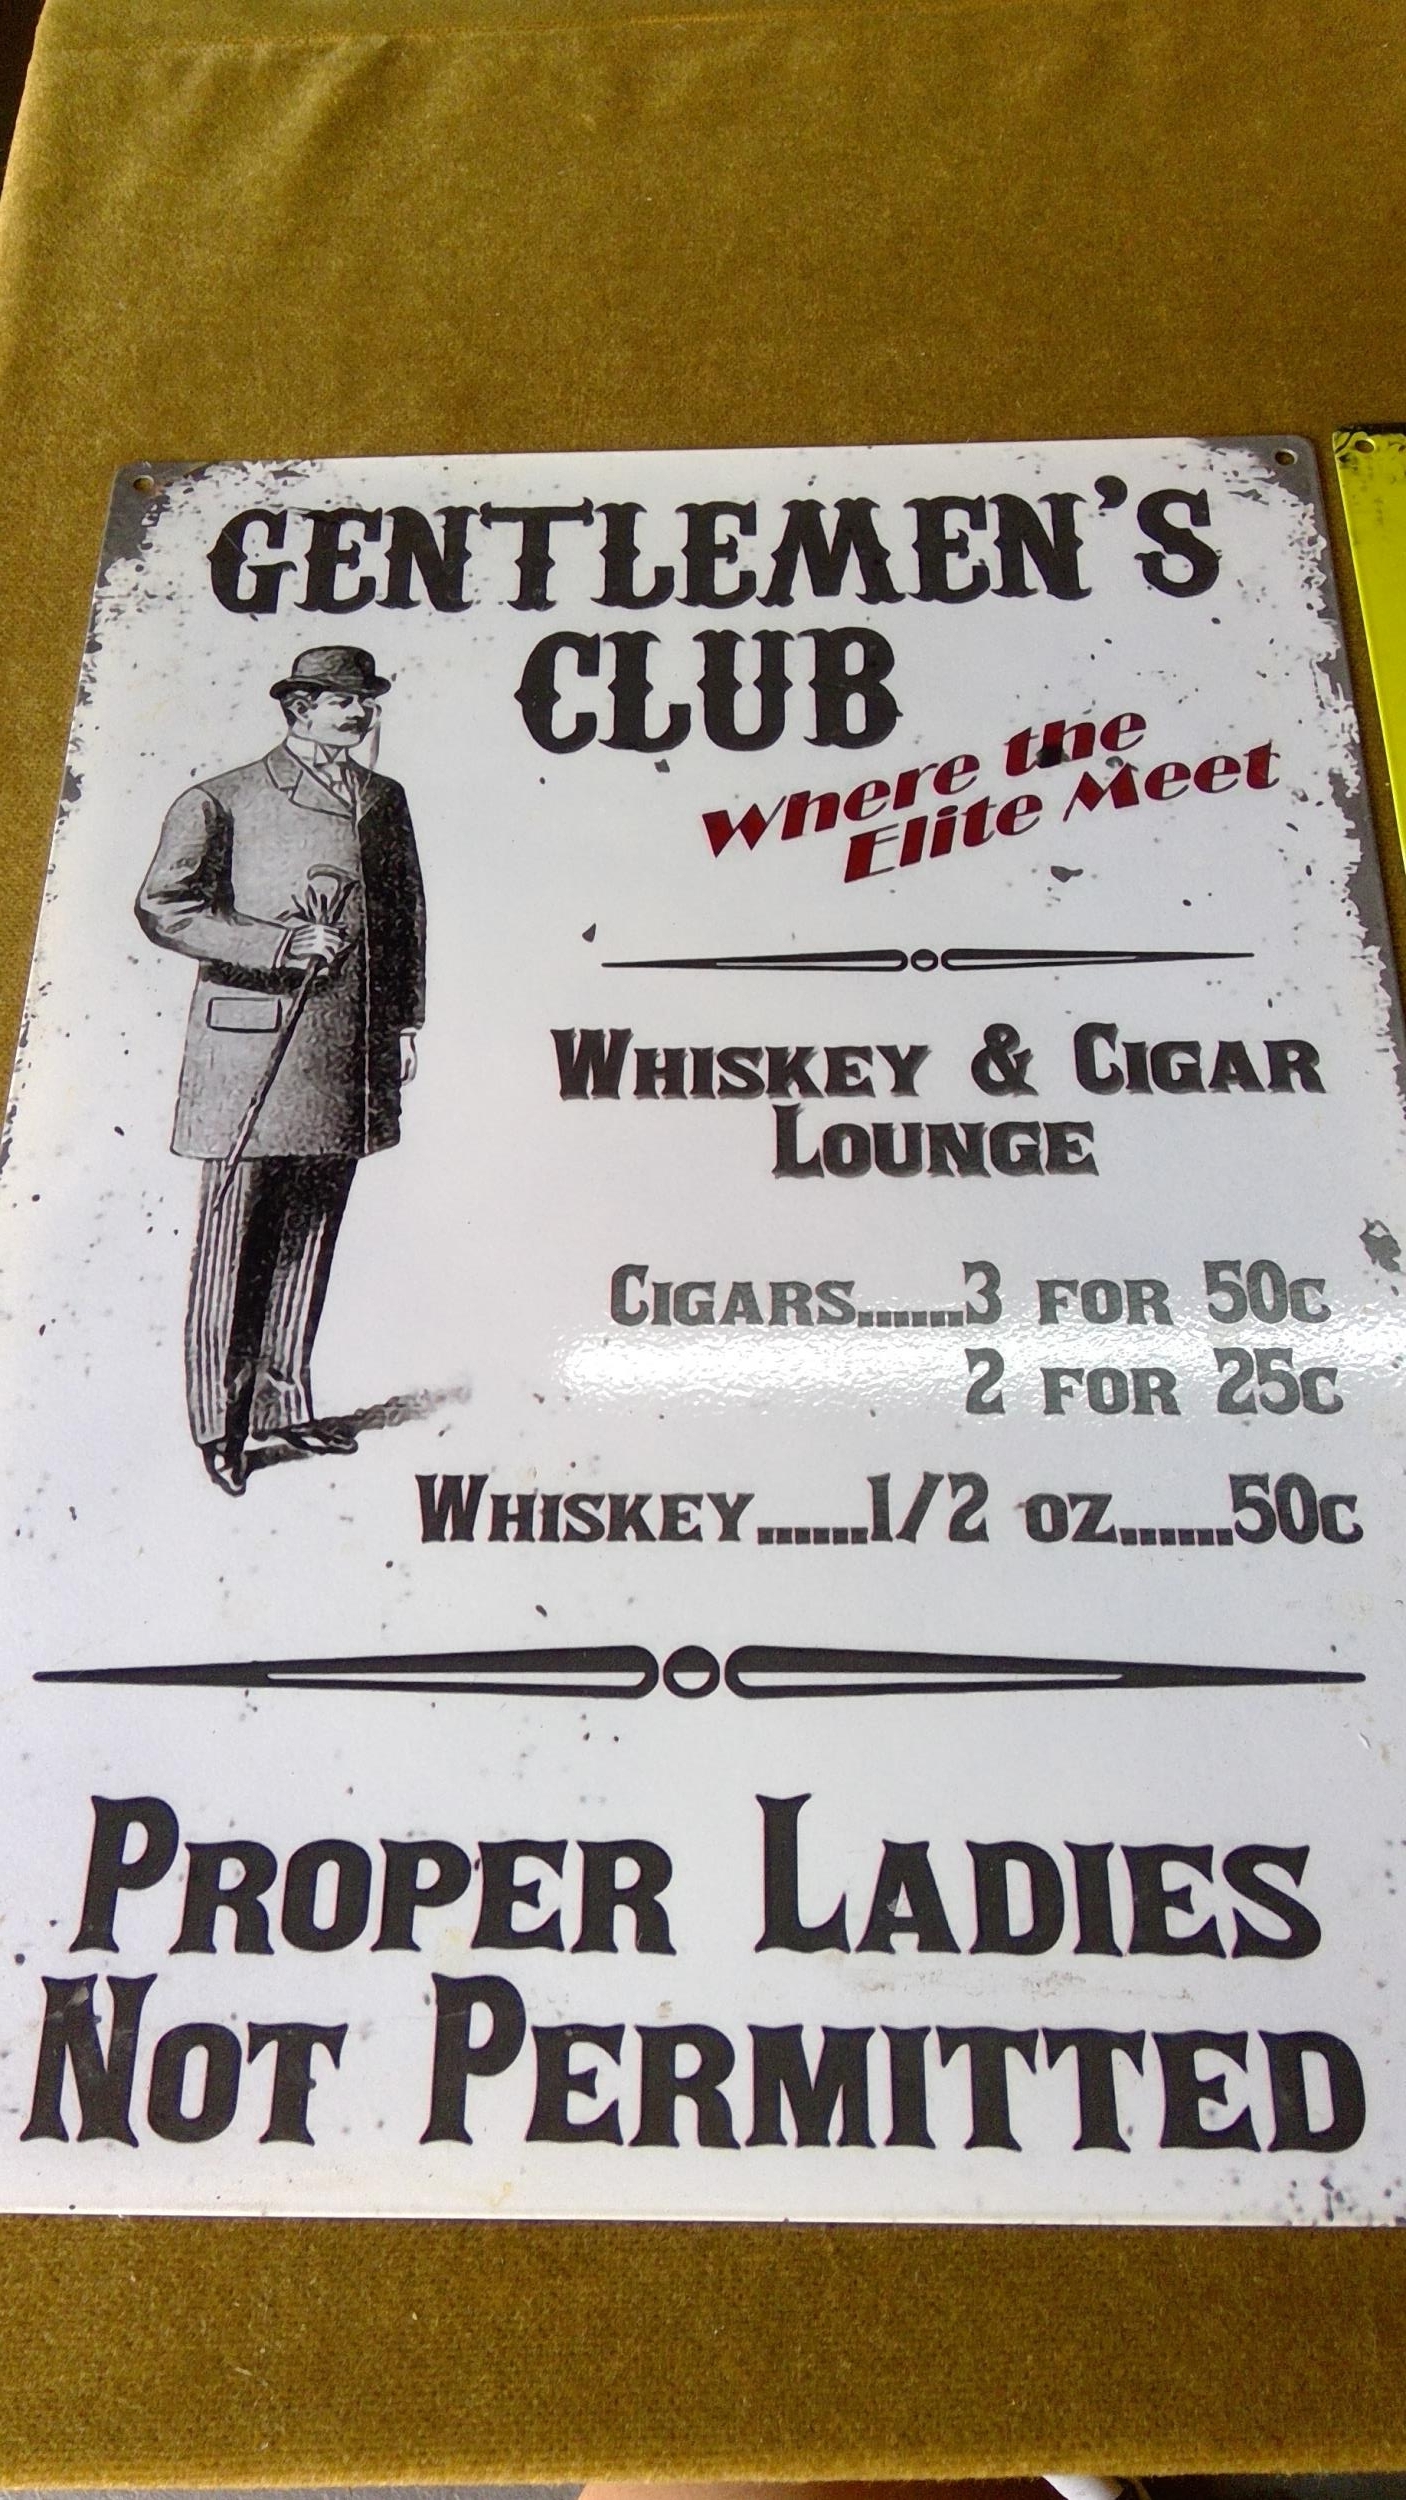 GENTLEMEN'S
CLUB
Where the
Elite Meet
WHISKEY & CIGAR
LOUNGE
CIGARS......3 FOR 50C
2 FOR 25C
WHISKEY......1/2 OZ......50C
PROPER LADIES
NOT PERMITTED